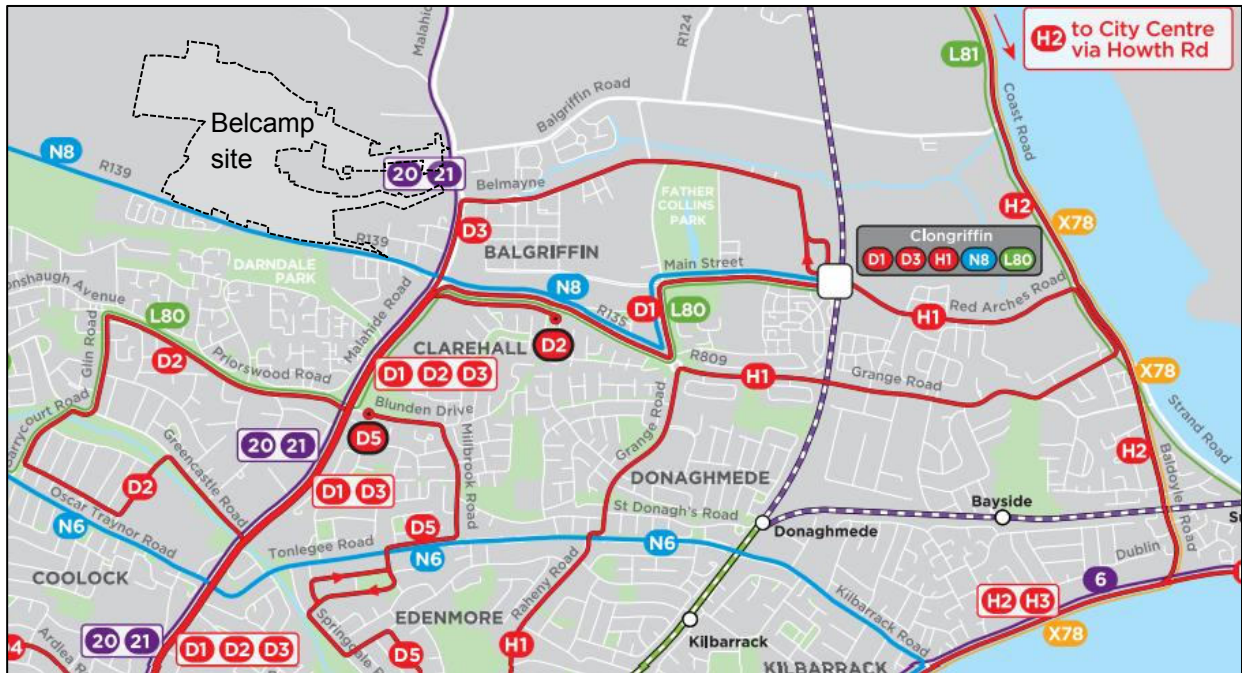 Malahide
R124
L81
H2 to City Centre
via Howth Rd
Coast Road
Belcamp
site
Balgriffin Road
N8
R139
20 21
Belmayne
FATHER
COLLINS
PARK
H2
X78
D3
Clongriffin
D1 D3 H1 N8 L80
BALGRIFFIN
R139
Main Street
DARNDALE
PARK
Avenue
Malahide Road
N8
R135
D1
L80
Red Arches Road
H1
L80
Glin Road
D2
D2
CLAREHALL
R809
Priorswood Road
D1 D2 D3
H1
Grange Road
X78
Blunden Drive
Strand Road
Road
20 21
D5
Millbrook Road
Grange Road
H2
Baldoyle Road
Greencastle Road
D2
D1 D3
DONAGHMEDE
Oscar Traynor Road
St Donagh's Road
Bayside
N6
D5
Donaghmede
Tonlegee Road
N6
N6
Dublin
COOLOCK
Raheny Road
6
EDENMORE
Kilbarrack Road
H2 H3
20 21
D1 D2 D3
Springdale
D5
H1
Kilbarrack
X78
Ardlea
KILBARRACK